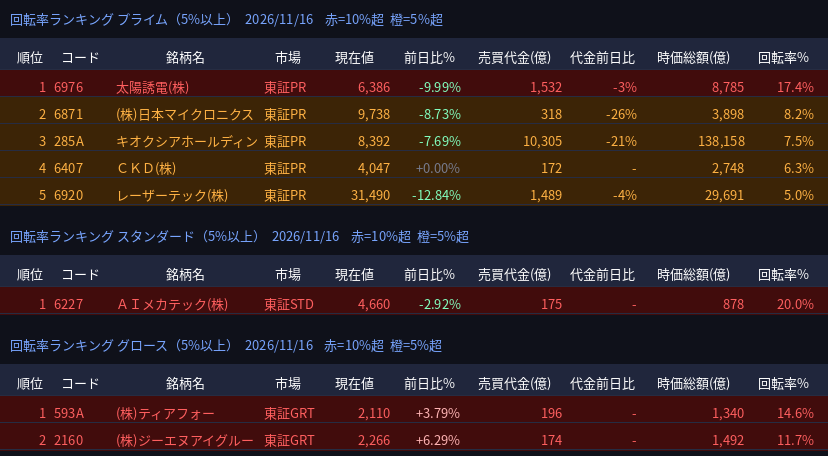 回転率ランキング プライム（5%以上） 2026/11/16 赤=10%超 橙=5%超
順位 コード 銘柄名 市場 現在値 前日比% 売買代金(億) 代金前日比 時価総額(億) 回転率%
1 6976 太陽誘電(株) 東証PR 6,386 -9.99% 1,532 -3% 8,785 17.4%
2 6871 (株)日本マイクロニクス 東証PR 9,738 -8.73% 318 -26% 3,898 8.2%
3 285A キオクシアホールディン 東証PR 8,392 -7.69% 10,305 -21% 138,158 7.5%
4 6407 ＣＫＤ(株) 東証PR 4,047 +0.00% 172 - 2,748 6.3%
5 6920 レーザーテック(株) 東証PR 31,490 -12.84% 1,489 -4% 29,691 5.0%
回転率ランキング スタンダード（5%以上） 2026/11/16 赤=10%超 橙=5%超
順位 コード 銘柄名 市場 現在値 前日比% 売買代金(億) 代金前日比 時価総額(億) 回転率%
1 6227 ＡＩメカテック(株) 東証STD 4,660 -2.92% 175 - 878 20.0%
回転率ランキング グロース（5%以上） 2026/11/16 赤=10%超 橙=5%超
順位 コード 銘柄名 市場 現在値 前日比% 売買代金(億) 代金前日比 時価総額(億) 回転率%
1 593A (株)ティアフォー 東証GRT 2,110 +3.79% 196 - 1,340 14.6%
2 2160 (株)ジーエヌアイグルー 東証GRT 2,266 +6.29% 174 - 1,492 11.7%